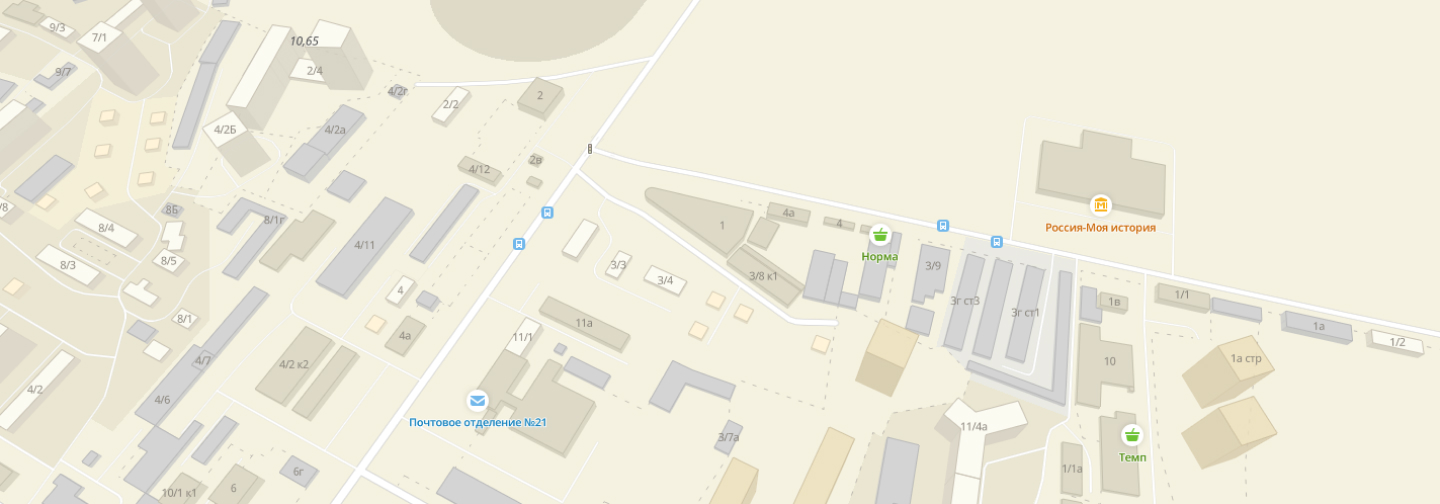 9/3
7/1
10,65
2/4
9/7
4/2г
2/2
2
4/2Б
4/2а
4/12
2в
8Б
/8
8/4
8/1г
4/11
8/5
8/3
4
3/3
3/4
1
4а
4
Норма
3/8 к1
3/9
3г ст3
3г ст1
Россия-Моя история
1в
1/1
1а
1/2
8/1
4а
11а
11/1
4/7
4/2 к2
4/2
4/6
Почтовое отделение №21
10
1а стр
3/7а
11/4а
Темп
1/1а
6г
10/1 к1
6